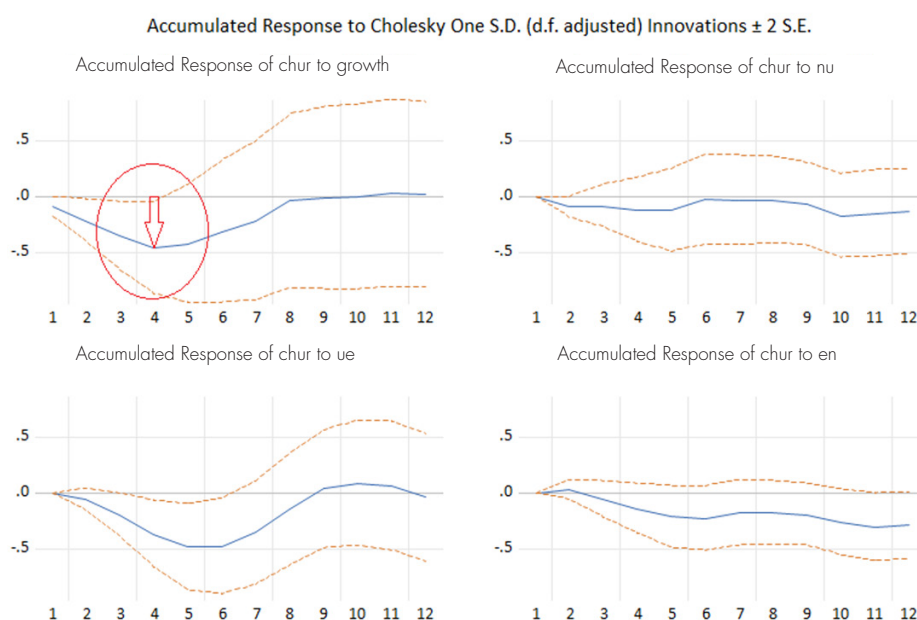 Accumulated Response to Cholesky One S.D. (d.f. adjusted) Innovations ± 2 S.E.
Accumulated Response of chur to growth
.5
.0
-.5
1 2 3 4 5 6 7 8 9 10 11 12
Accumulated Response of chur to nu
.5
.0
-.5
1 2 3 4 5 6 7 8 9 10 11 12
Accumulated Response of chur to ue
.5
.0
-.5
1 2 3 4 5 6 7 8 9 10 11 12
Accumulated Response of chur to en
.5
.0
-.5
1 2 3 4 5 6 7 8 9 10 11 12